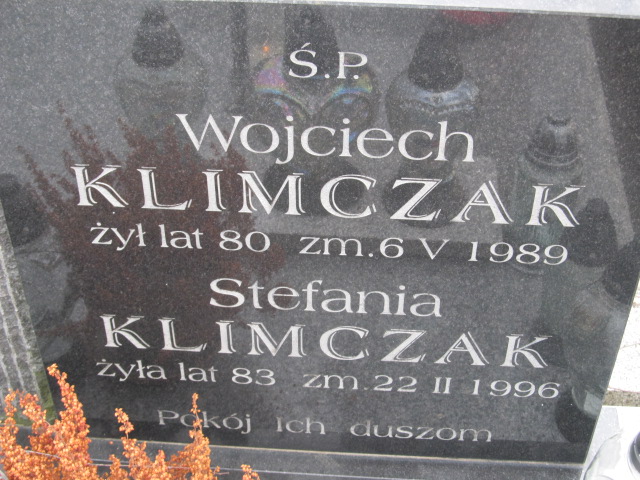 Ś.P.
Wojciech
KLIMCZAK
żył lat 80 zm.6 V 1989
Stefania
KLIMCZAK
żyła lat 83 zm.22 II 1996
Pokój Ich duszom